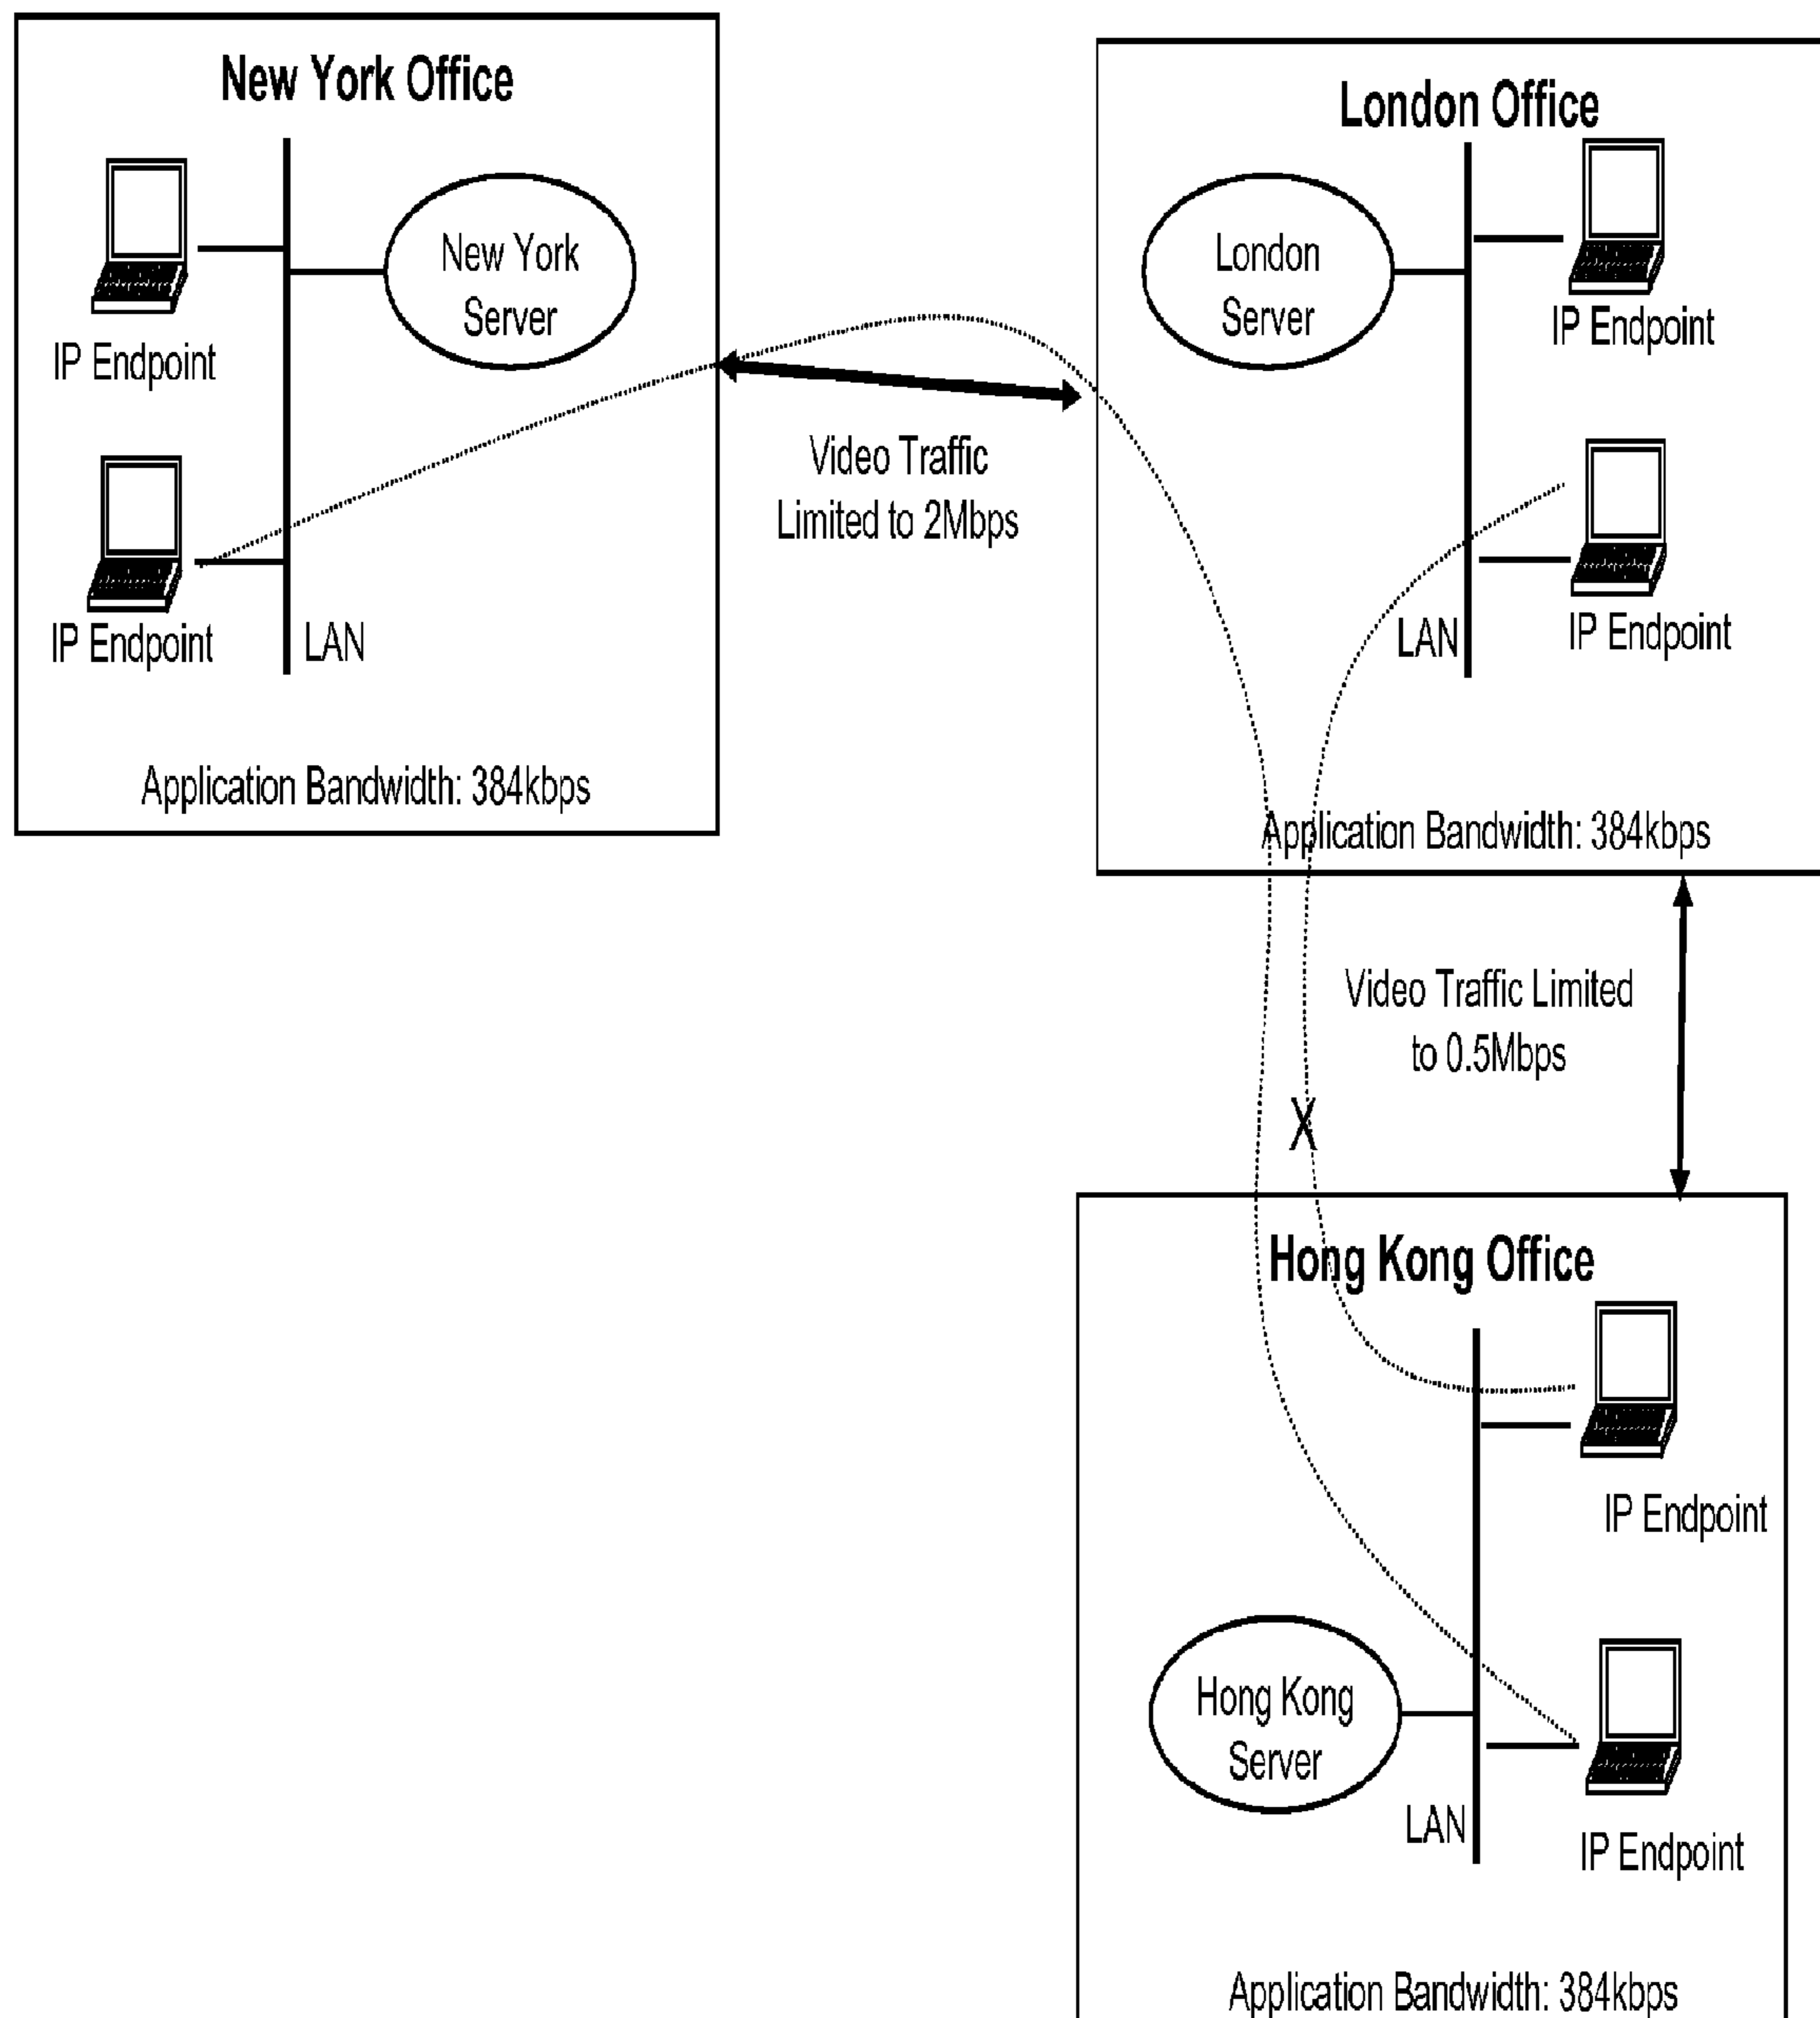 New York Office
New York
Server
IP Endpoint
IP Endpoint
LAN
Application Bandwidth: 384kbps
Video Traffic
Limited to 2Mbps
London Office
London
Server
IP Endpoint
LAN
IP Endpoint
Application Bandwidth: 384kbps
Video Traffic Limited
to 0.5Mbps
X
Hong Kong Office
IP Endpoint
Hong Kong
Server
LAN
IP Endpoint
Application Bandwidth: 384kbps